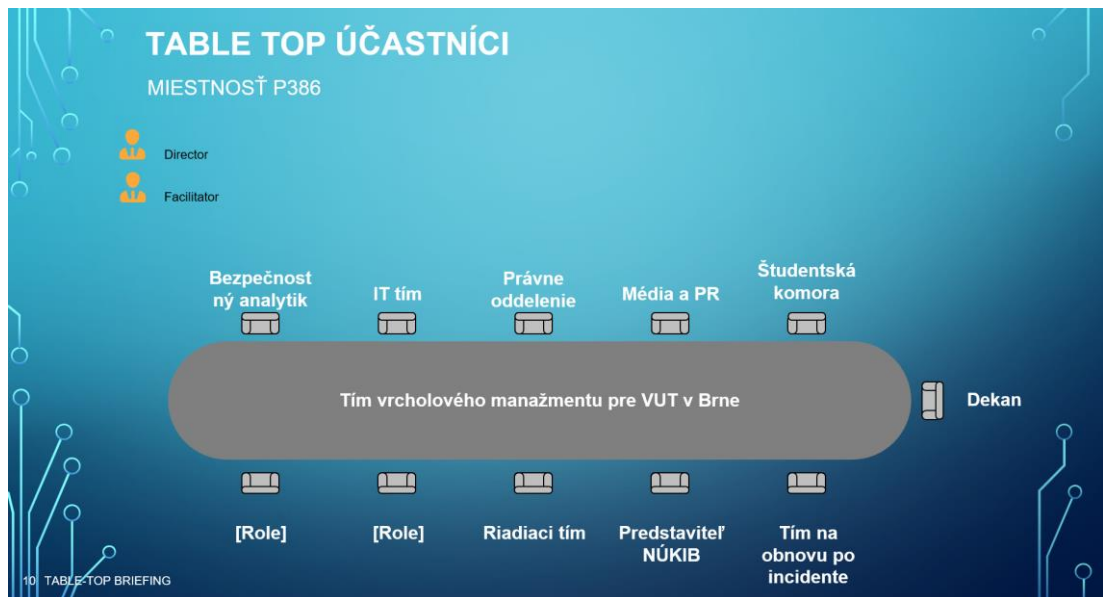 TABLE TOP ÚČASTNÍCI
MIESTNOSŤ P386
Director
Facilitator
Bezpečnost
ný analytik
IT tím
Právne
oddelenie
Média a PR
Študentská
komora
Tím vrcholového manažmentu pre VUT v Brne
Dekan
[Role]
[Role]
Riadiaci tím
Predstaviteľ
NÚKIB
Tím na
obnovu po
incidente
10 TABLE-TOP BRIEFING